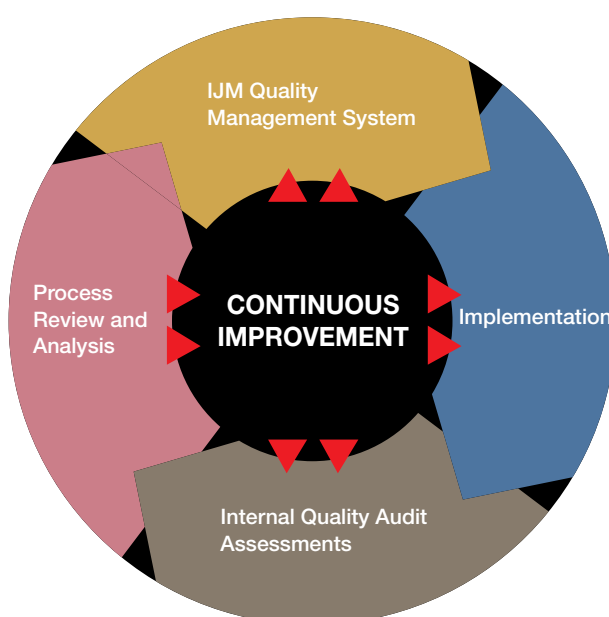 IJM Quality
Management System
Process
Review and
Analysis
CONTINUOUS
IMPROVEMENT
Implementation
Internal Quality Audit
Assessments